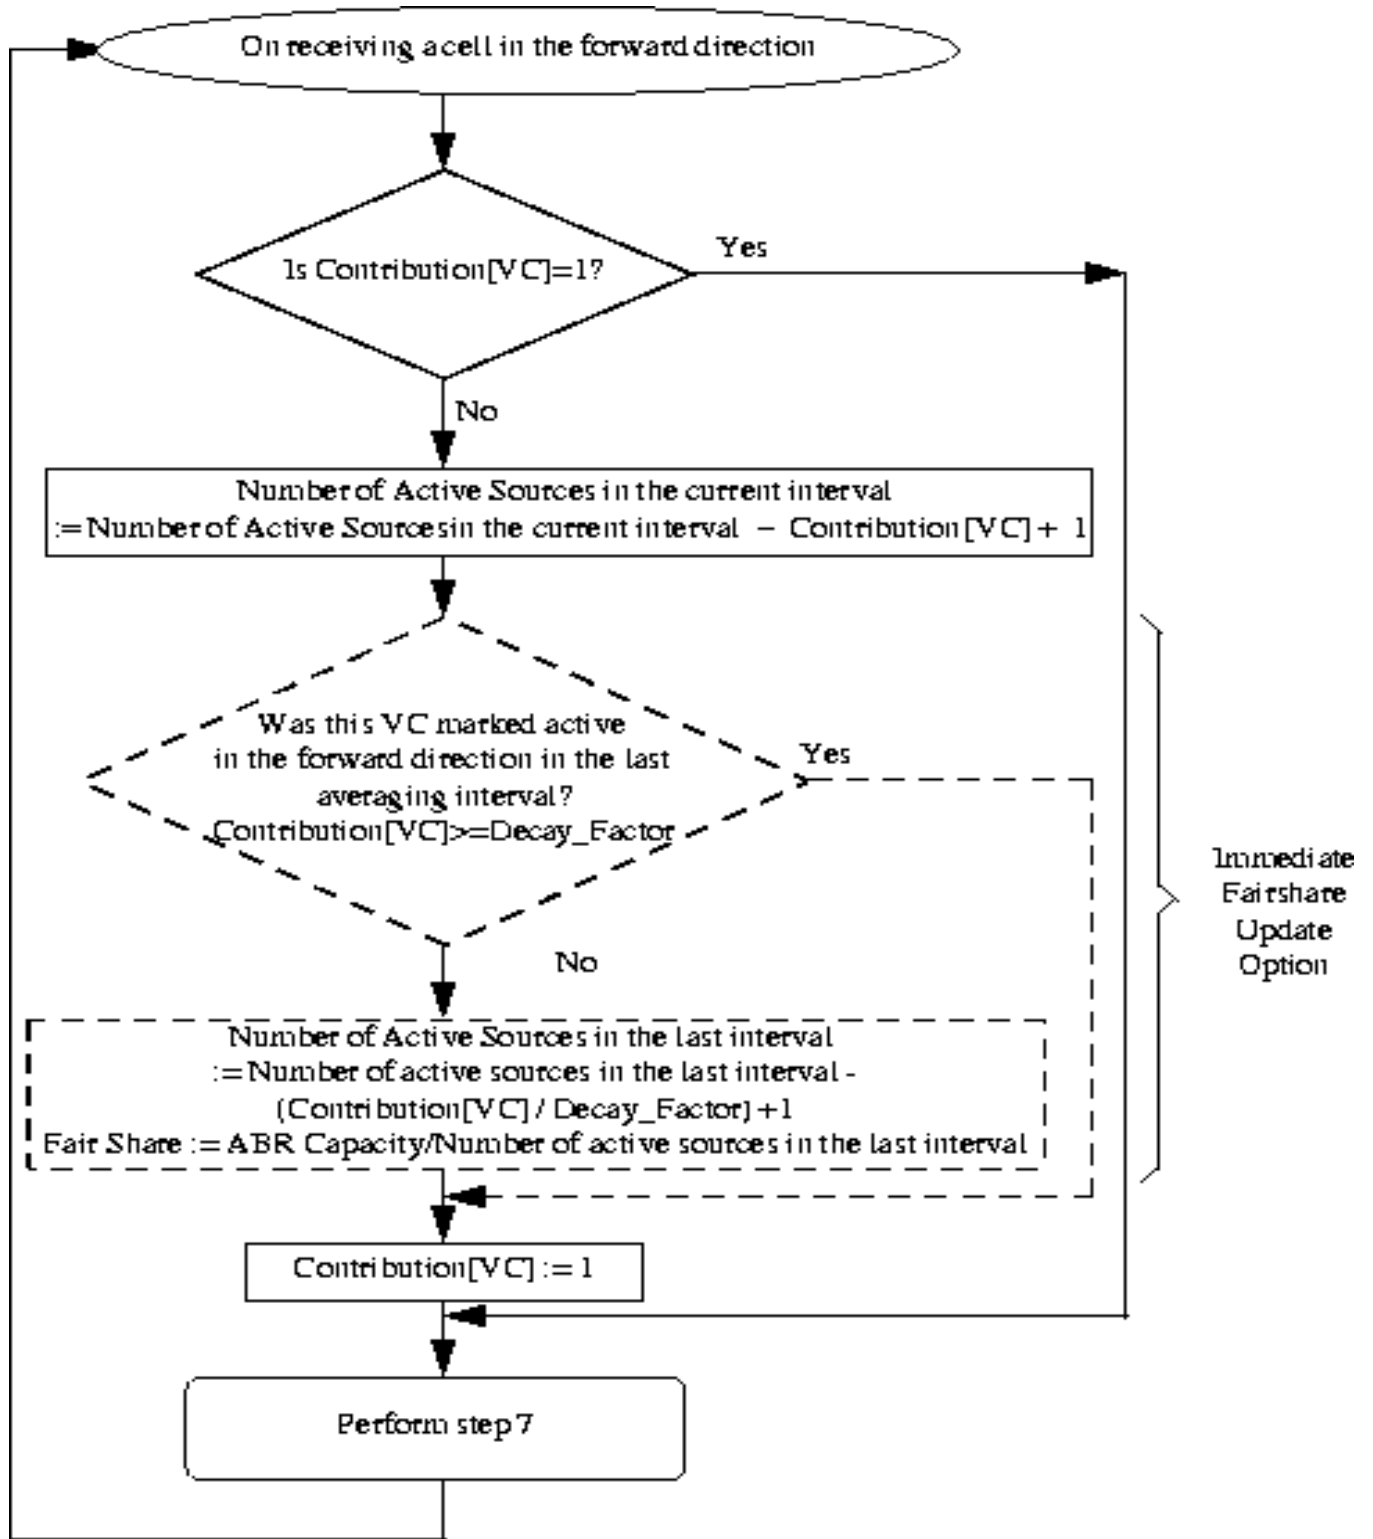 On receiving a cell in the forward direction
Is Contribution[VC]=1?
Yes
No
Number of Active Sources in the current interval
:= Number of Active Sources in the current interval - Contribution [VC] + 1
Was this VC marked active
in the forward direction in the last
averaging interval?
Contribution[VC]>=Decay_Factor
Yes
No
Immediate
Fairshare
Update
Option
Number of Active Sources in the last interval
:= Number of active sources in the last interval -
(Contribution[VC] / Decay_Factor) +1
Fair Share := ABR Capacity/Number of active sources in the last interval
Contribution[VC] := 1
Perform step 7